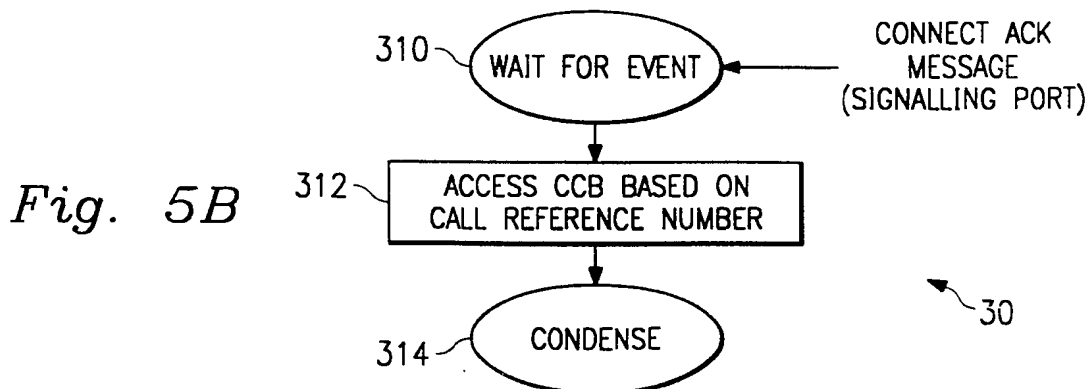 310
WAIT FOR EVENT
CONNECT ACK
MESSAGE
(SIGNALLING PORT)
Fig. 5B
312
ACCESS CCB BASED ON
CALL REFERENCE NUMBER
30
314
CONDENSE